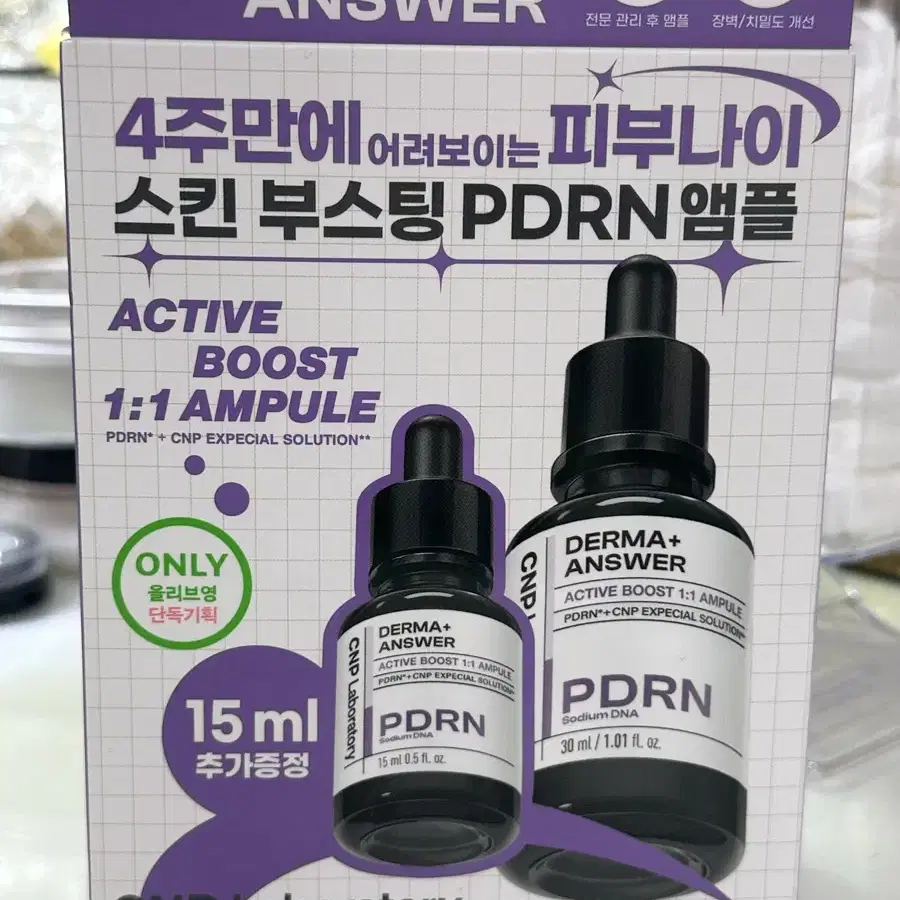 ANSWER
전문 관리 후 앰플
장벽/치밀도 개선
4주만에 어려보이는 피부나이
스킨 부스팅 PDRN 앰플
ACTIVE
BOOST
1:1 AMPULE
PDRN* + CNP EXPECIAL SOLUTION**
ONLY
올리브영
단독기획
15 ml
추가증정
CNP Laboratory
DERMA+
ANSWER
ACTIVE BOOST 1:1 AMPULE
PDRN*+CNP EXPECIAL SOLUTION**
PDRN
Sodium DNA
15 ml 0.5 fl. oz.
CNP L
DERMA+
ANSWER
ACTIVE BOOST 1:1 AMPULE
PDRN*+CNP EXPECIAL SOLUTION**
PDRN
Sodium DNA
30 ml / 1.01 fl. oz.
CNP Laboratory